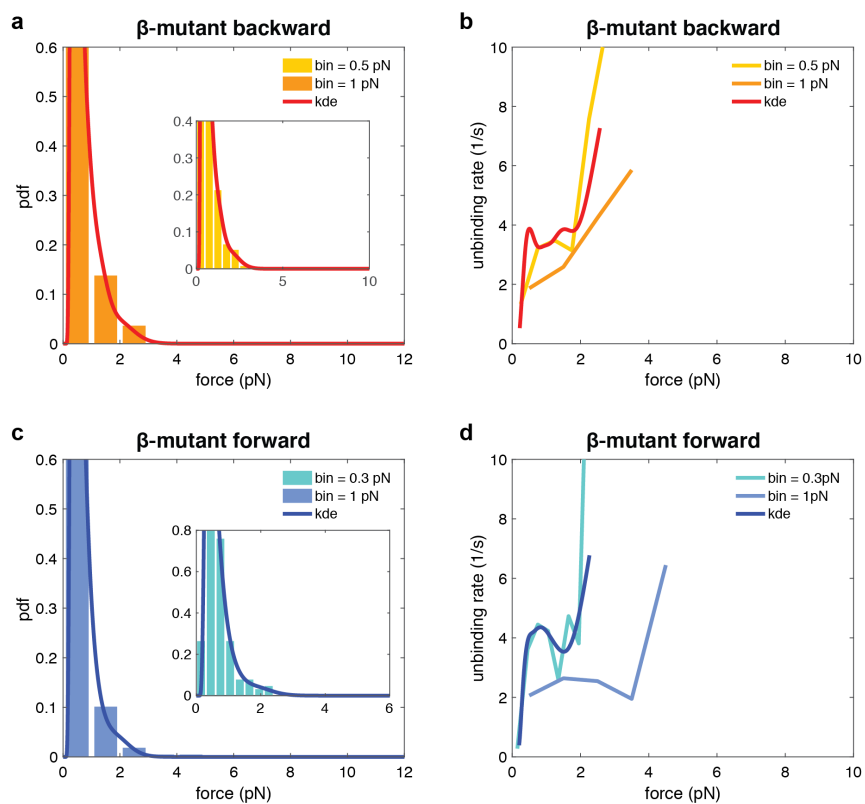 a
β-mutant backward
0.6
0.5
0.4
0.3
0.2
0.1
0
pdf
bin = 0.5 pN
bin = 1 pN
kde
0.4
0.3
0.2
0.1
0
0
5
10
0
2
4
6
8
10
12
force (pN)
b
β-mutant backward
10
8
6
4
2
0
unbinding rate (1/s)
bin = 0.5 pN
bin = 1 pN
kde
0
2
4
6
8
10
force (pN)
c
β-mutant forward
0.6
0.5
0.4
0.3
0.2
0.1
0
pdf
bin = 0.3 pN
bin = 1 pN
kde
0.8
0.6
0.4
0.2
0
0
2
4
6
0
2
4
6
8
10
12
force (pN)
d
β-mutant forward
10
8
6
4
2
0
unbinding rate (1/s)
bin = 0.3pN
bin = 1pN
kde
0
2
4
6
8
10
force (pN)